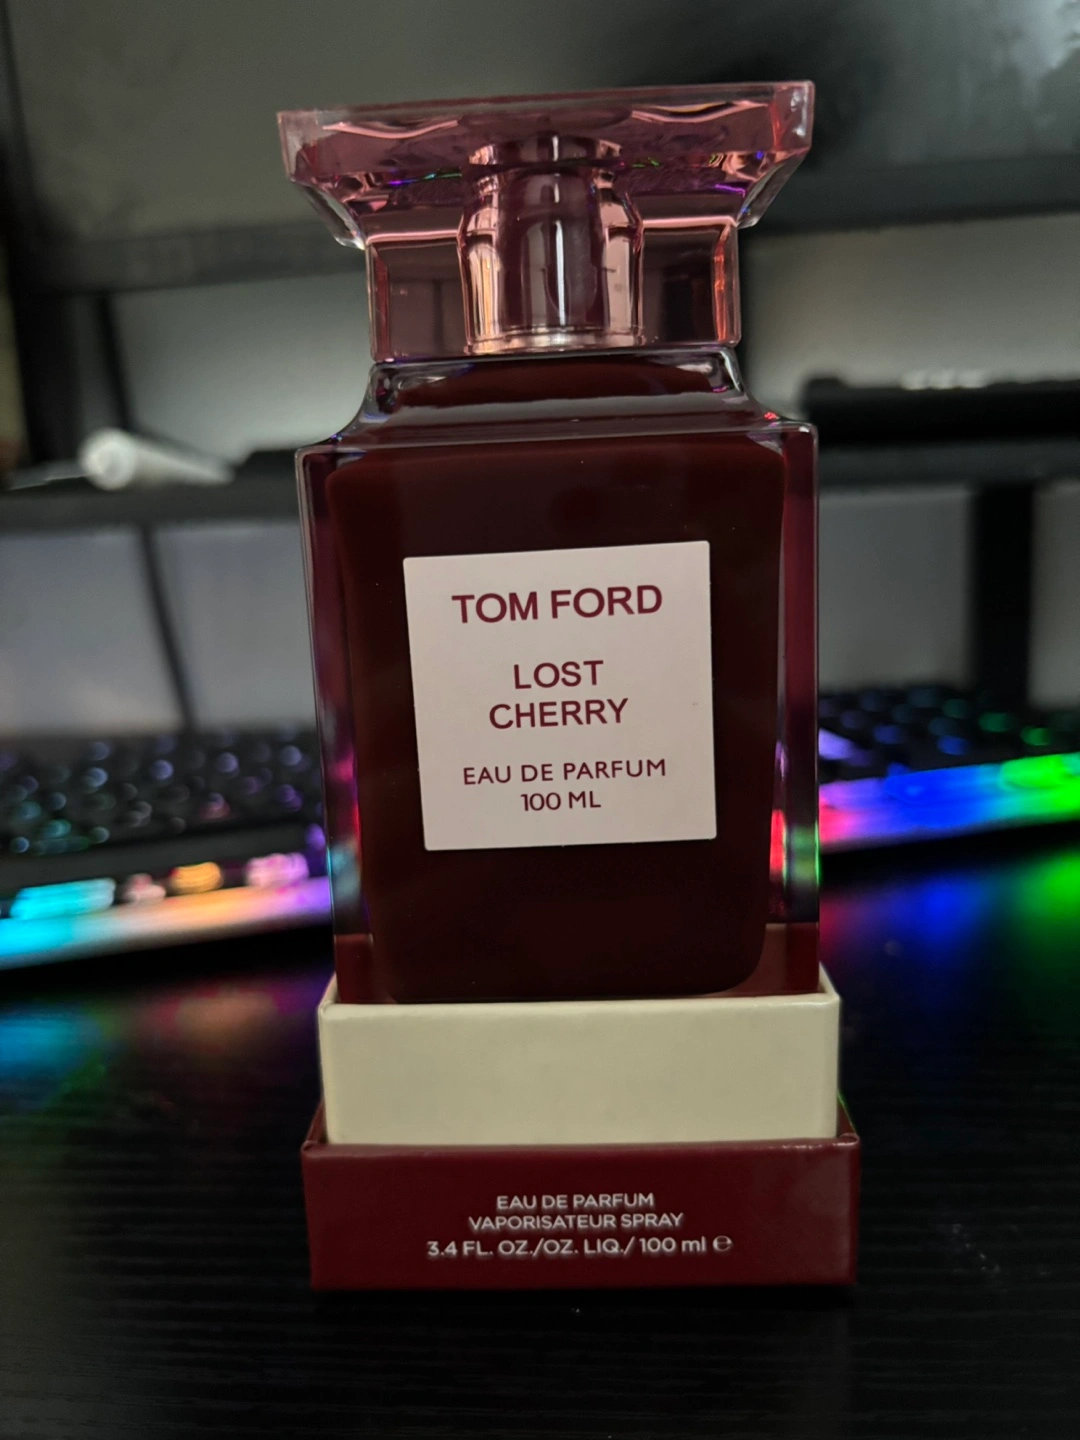 TOM FORD
LOST
CHERRY
EAU DE PARFUM
100 ML
EAU DE PARFUM
VAPORISATEUR SPRAY
3.4 FL. OZ./OZ. LIQ./ 100 ml ℮